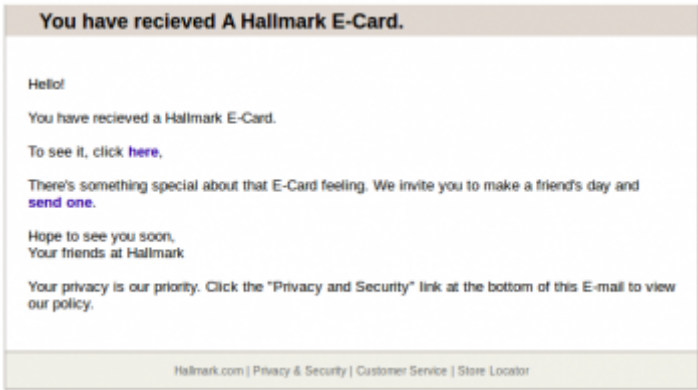 You have recieved A Hallmark E-Card.
Hello!
You have recieved a Hallmark E-Card.
To see it, click here,
There's something special about that E-Card feeling. We invite you to make a friend's day and
send one.
Hope to see you soon,
Your friends at Hallmark
Your privacy is our priority. Click the "Privacy and Security" link at the bottom of this E-mail to view
our policy.
Hallmark.com | Privacy & Security | Customer Service | Store Locator